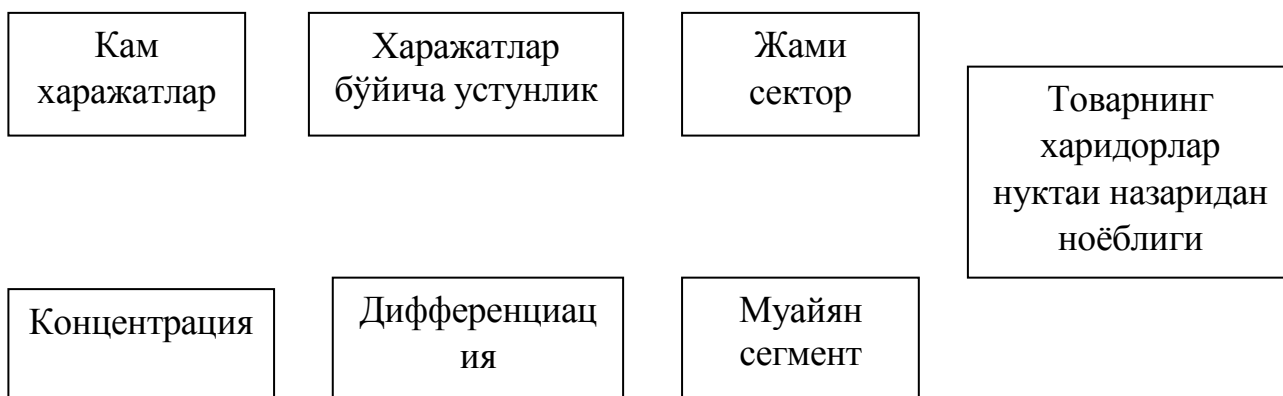 Кам
харажатлар
Харажатлар
бўйича устунлик
Жами
сектор
Товарнинг
харидорлар
нуктаи назаридан
ноёблиги
Концентрация
Дифференциац
ия
Муайян
сегмент